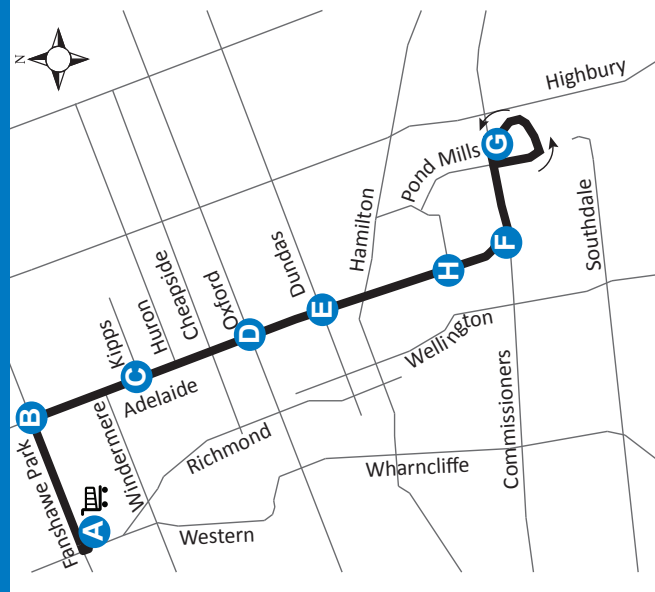 N
Highbury
B
Fanshawe Park
Kipps
Huron
Cheapside
Oxford
Dundas
Hamilton
Pond Mills
G
C
Adelaide
Windermere
D
E
H
F
Southdale
A
Richmond
Wellington
Western
Wharncliffe
Commissioners